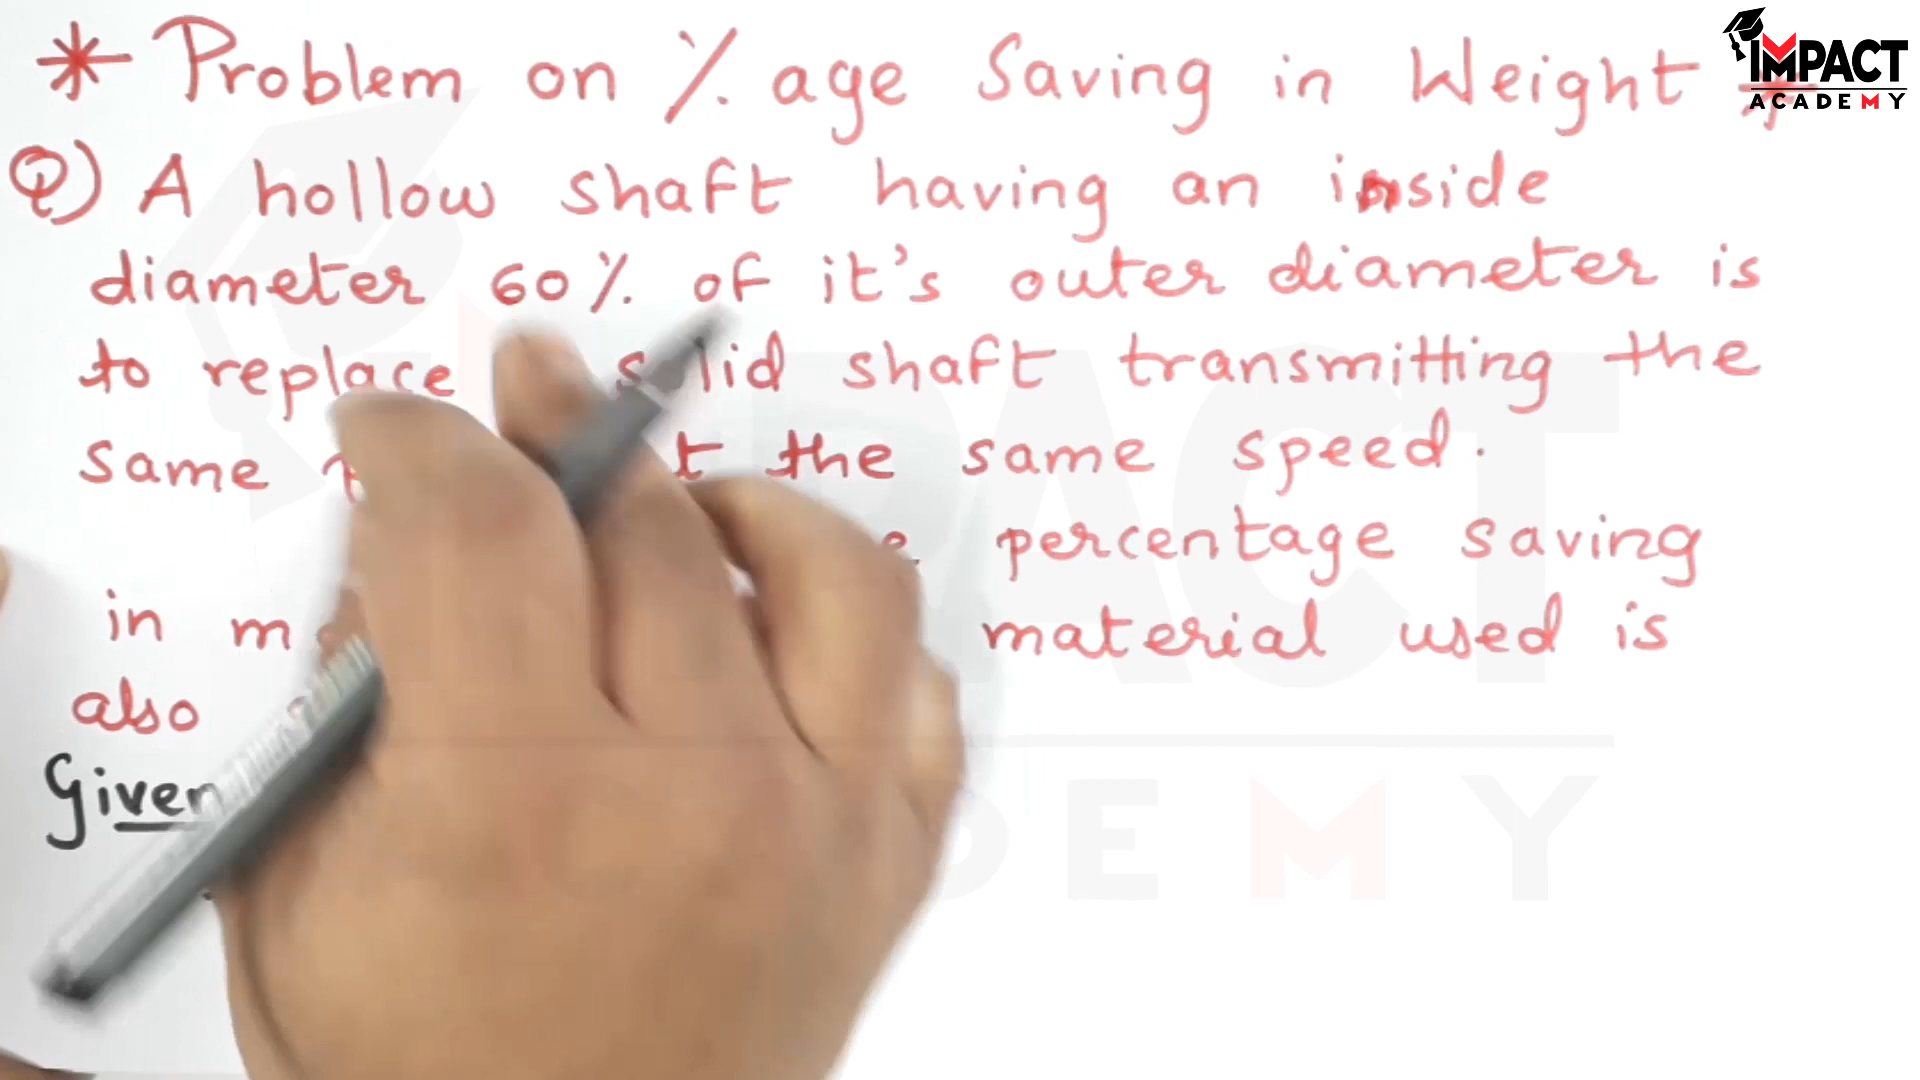 * Problem on % age Saving in Weight *
IMPACT
ACADEMY
Q) A hollow shaft having an inside
diameter 60% of it's outer diameter is
to replace solid shaft transmitting the
same the same speed.
percentage saving
in material used is
also
Given